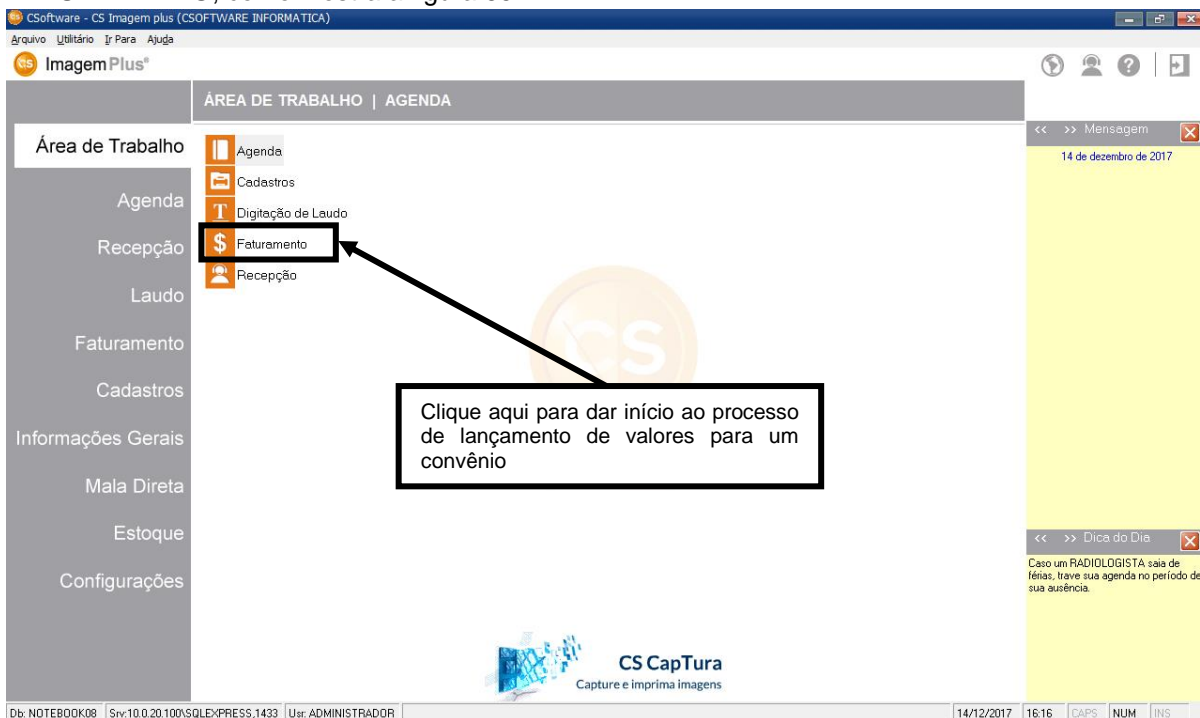 CSoftware - CS Imagem plus (CSOFTWARE INFORMATICA)
Arquivo Utilitário Ir Para Ajuda
CS Imagem Plus®
ÁREA DE TRABALHO | AGENDA
<< >> Mensagem
14 de dezembro de 2017
Área de Trabalho
Agenda
Recepção
Laudo
Faturamento
Cadastros
Informações Gerais
Mala Direta
Estoque
Configurações
Agenda
Cadastros
T Digitação de Laudo
$ Faturamento
Recepção
CS
Clique aqui para dar início ao processo
de lançamento de valores para um
convênio
<< >> Dica do Dia
Caso um RADIOLOGISTA saia de
férias, trave sua agenda no período de
sua ausência.
CS CapTura
Capture e imprima imagens
Db: NOTEBOOK08 Srv:10.0.20.100\SQLEXPRESS,1433 Usr: ADMINISTRADOR 14/12/2017 16:16 CAPS NUM INS